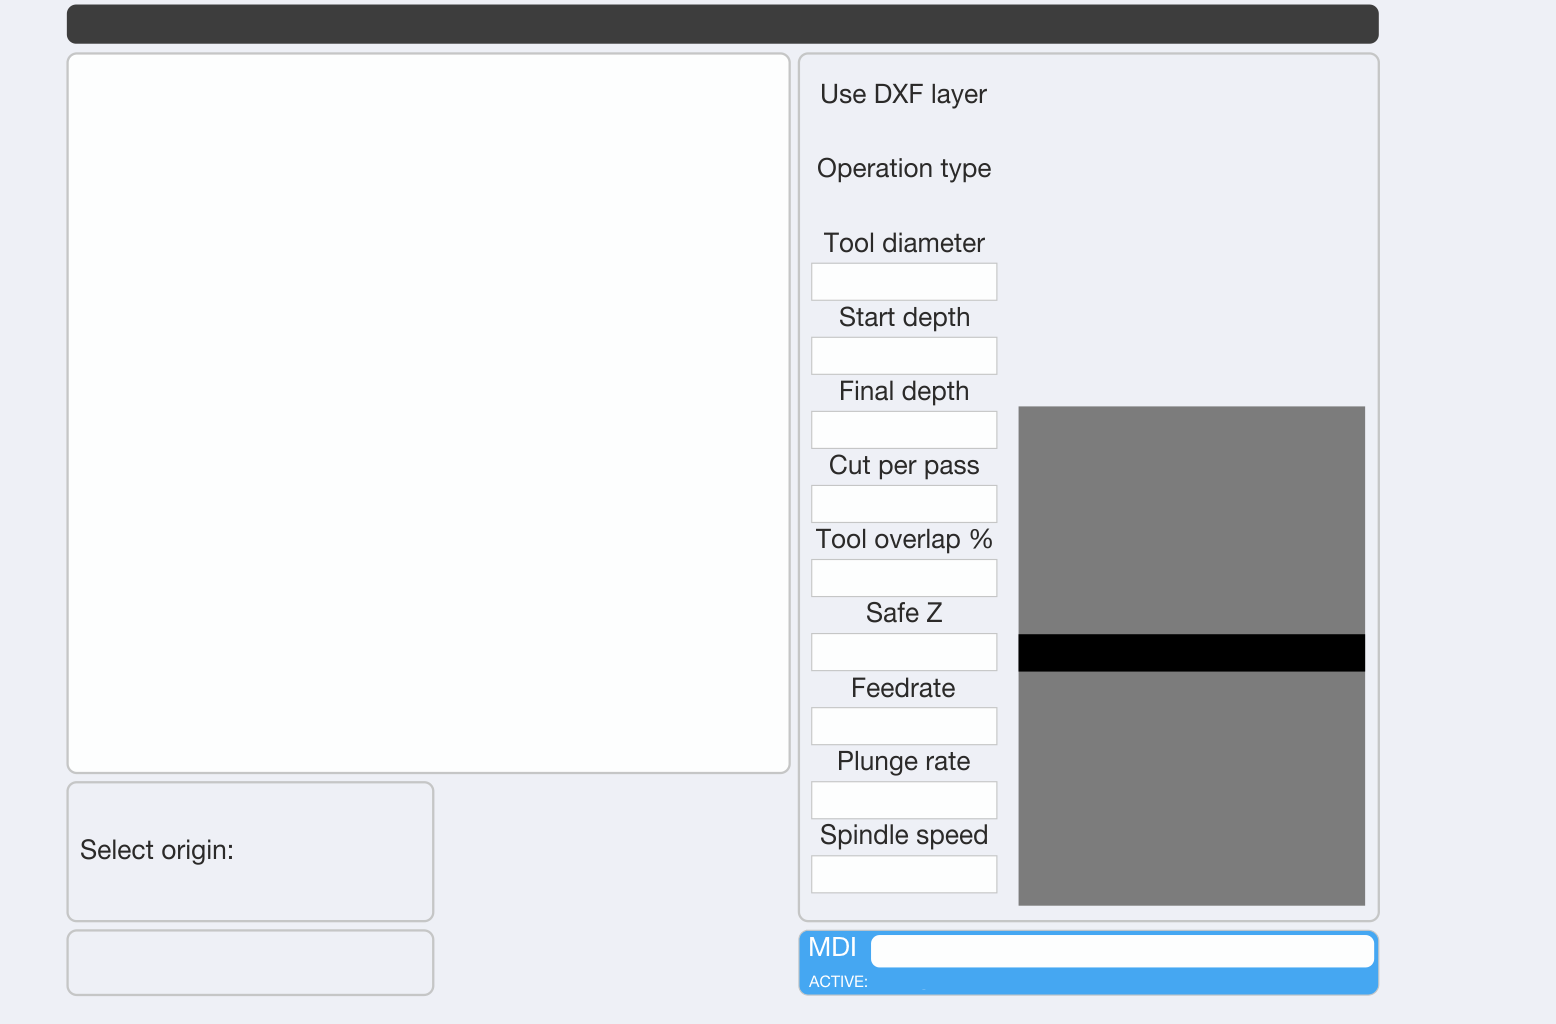 Use DXF layer
Operation type
Tool diameter
Start depth
Final depth
Cut per pass
Tool overlap %
Safe Z
Feedrate
Plunge rate
Spindle speed
Select origin:
MDI
ACTIVE: